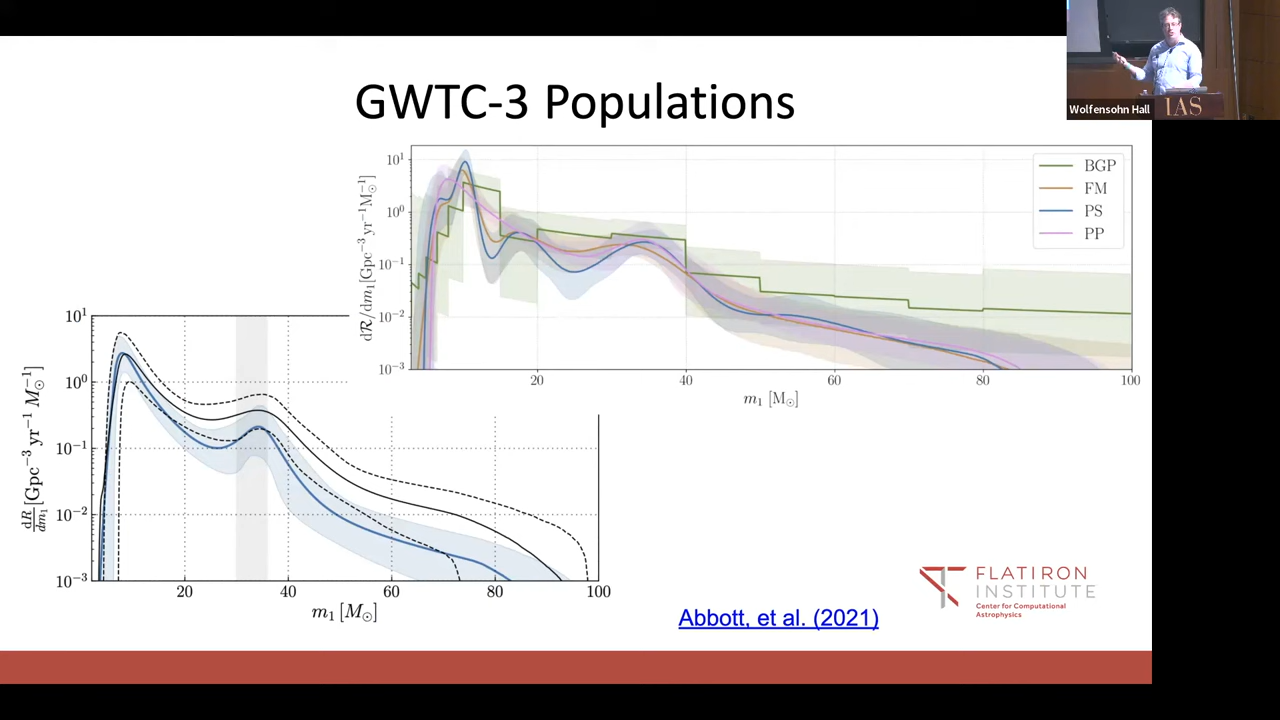 Wolfensohn Hall
IAS
GWTC-3 Populations
10¹
10⁰
10⁻¹
10⁻²
10⁻³
dR/dm₁[Gpc⁻³yr⁻¹M⊙⁻¹]
20
40
60
80
100
m₁ [M⊙]
BGP
FM
PS
PP
10¹
10⁰
10⁻¹
10⁻²
10⁻³
dR/dm₁ [Gpc⁻³ yr⁻¹ M⊙⁻¹]
20
40
60
80
100
m₁ [M⊙]
Abbott, et al. (2021)
FLATIRON
INSTITUTE
Center for Computational
Astrophysics